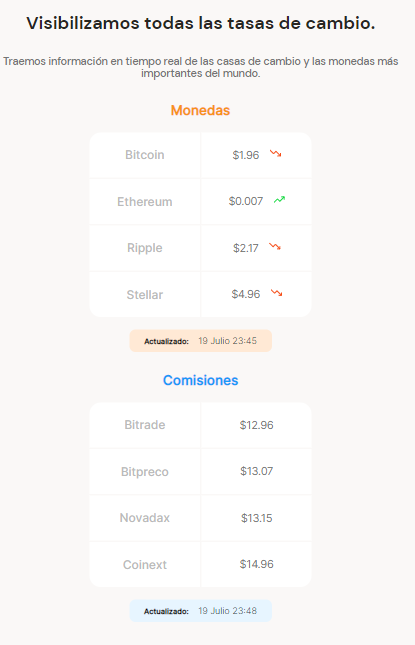 Visibilizamos todas las tasas de cambio.
Traemos información en tiempo real de las casas de cambio y las monedas más
importantes del mundo.
Monedas
Bitcoin $1.96
Ethereum $0.007
Ripple $2.17
Stellar $4.96
Actualizado: 19 Julio 23:45
Comisiones
Bitrade $12.96
Bitpreco $13.07
Novadax $13.15
Coinext $14.96
Actualizado: 19 Julio 23:48